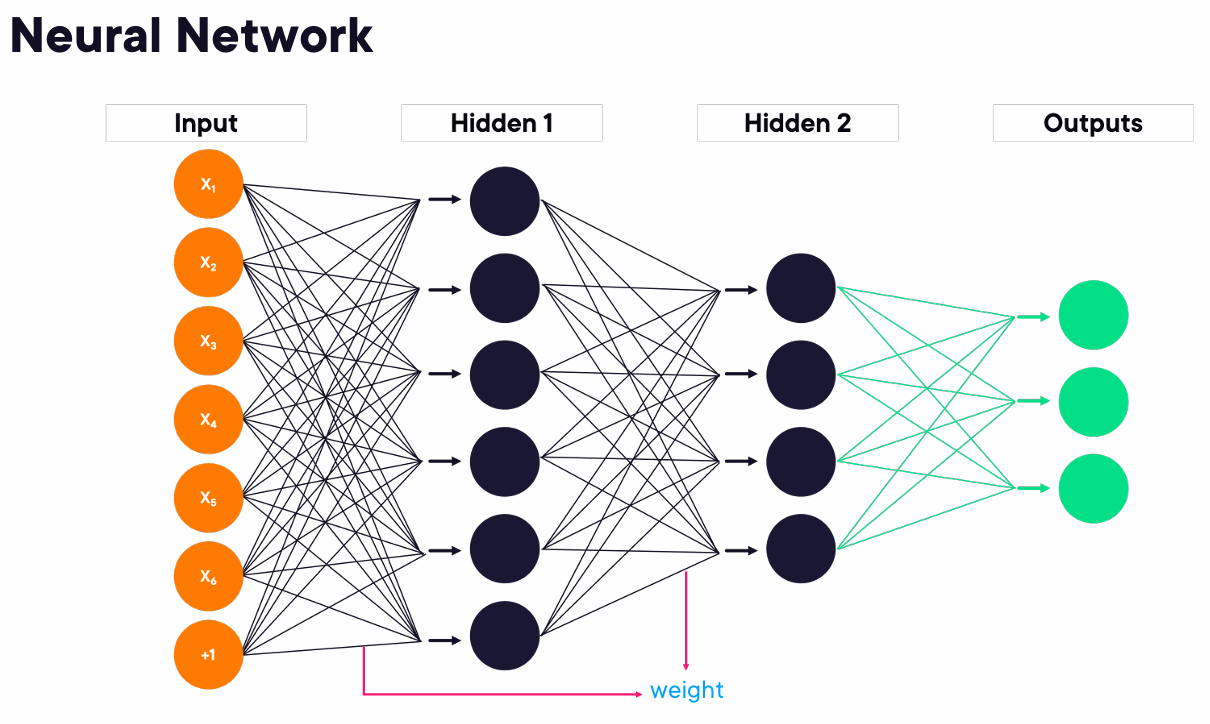 Neural Network
Input
Hidden 1
Hidden 2
Outputs
X₁
X₂
X₃
X₄
X₅
X₆
+1
weight